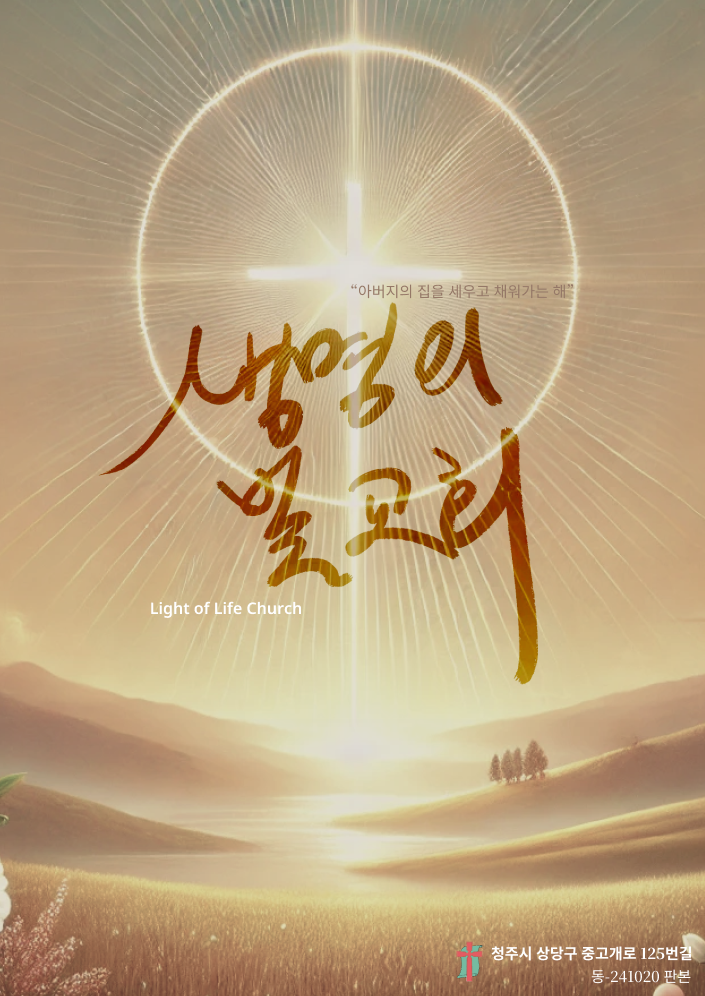 “아버지의 집을 세우고 채워가는 해”
생명의
빛교회
Light of Life Church
청주시 상당구 중고개로 125번길
동-241020 판본